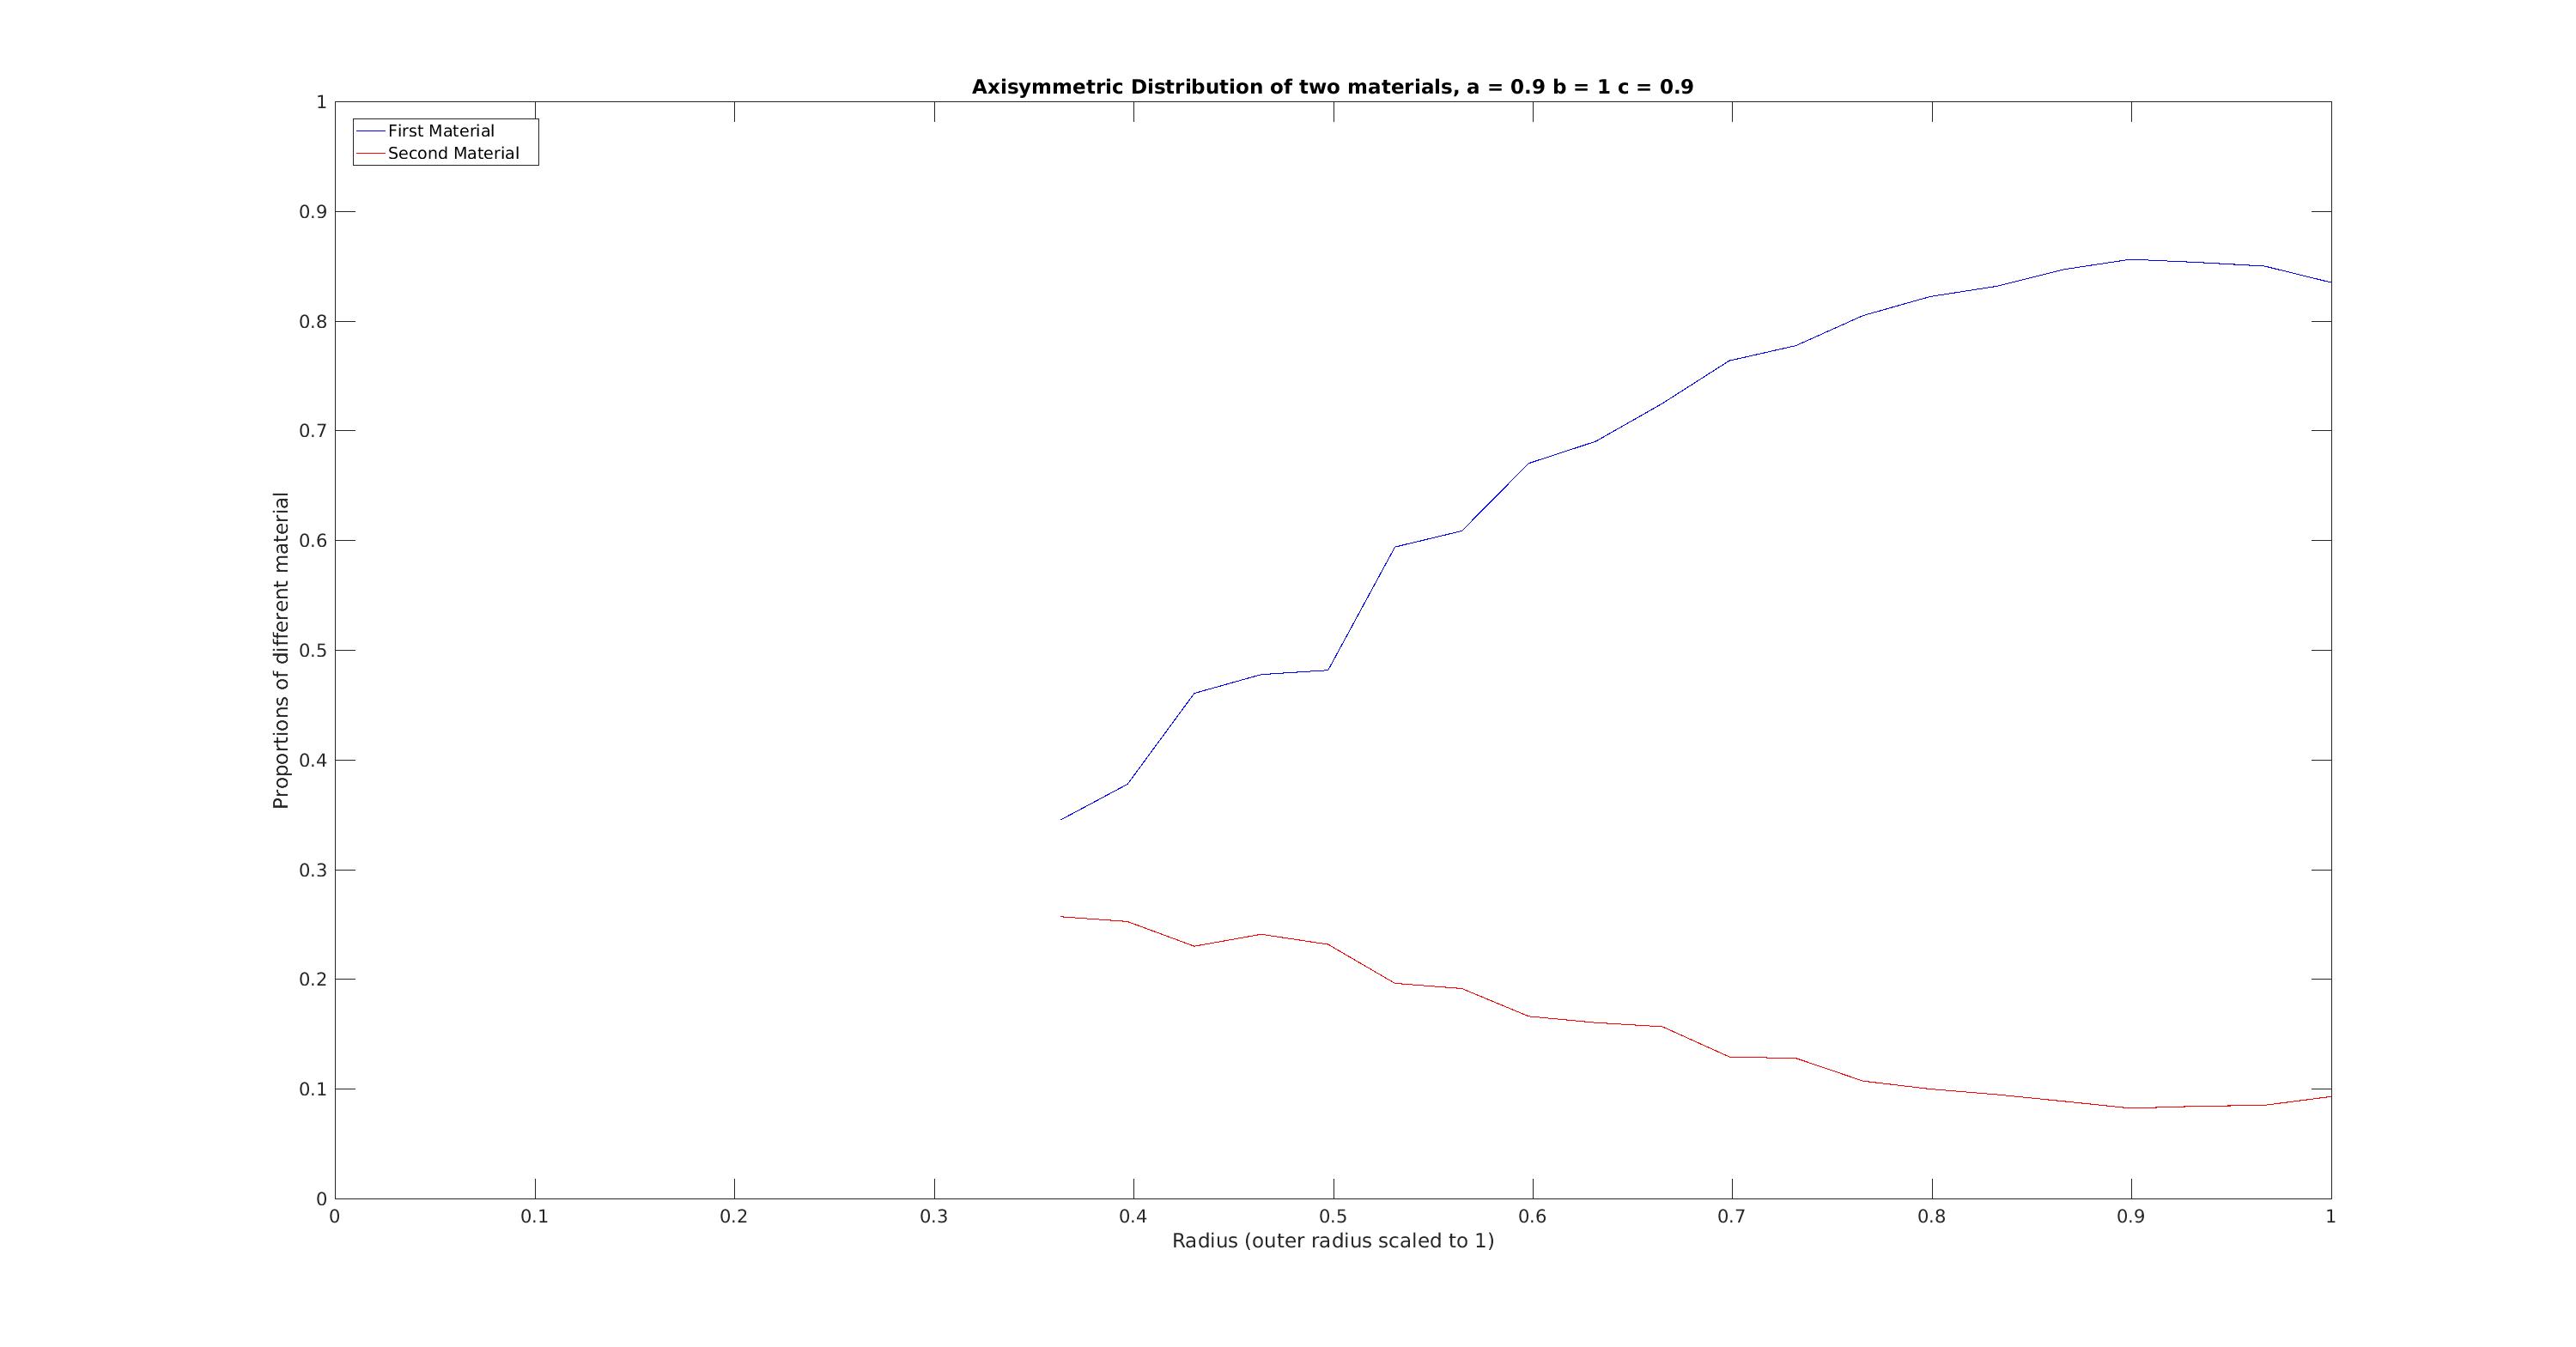 Axisymmetric Distribution of two materials, a = 0.9 b = 1 c = 0.9
First Material
Second Material
Proportions of different material
1
0.9
0.8
0.7
0.6
0.5
0.4
0.3
0.2
0.1
0
0 0.1 0.2 0.3 0.4 0.5 0.6 0.7 0.8 0.9 1
Radius (outer radius scaled to 1)